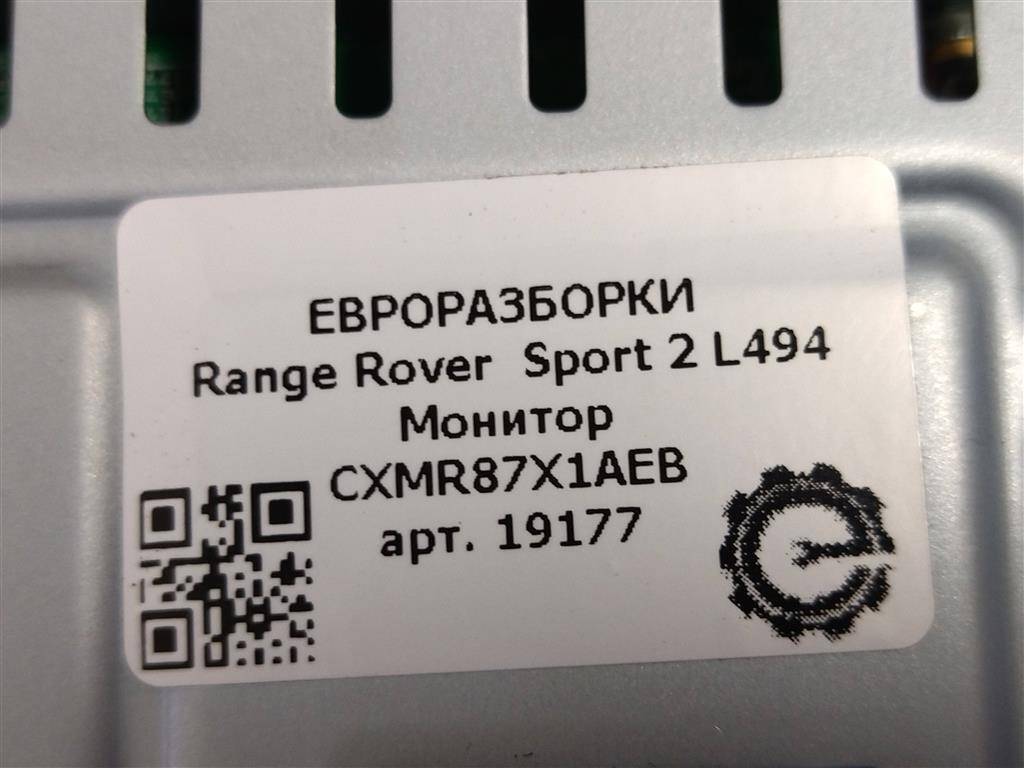 ЕВРОРАЗБОРКИ
Range Rover Sport 2 L494
Монитор
CXMR87X1AEB
арт. 19177